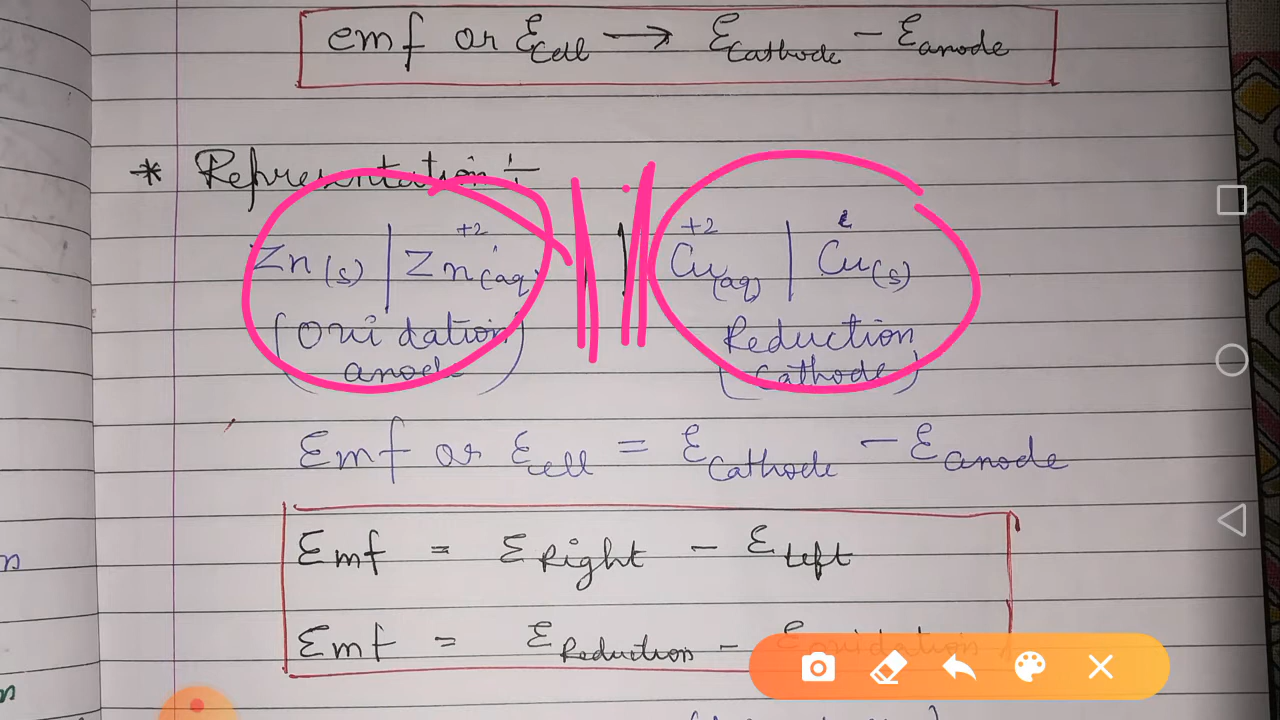 emf or Ecell → Ecathode - Eanode
* Representation :-
Zn(s) | Zn+2(aq) || Cu+2(aq) | Cu(s)
(Oxidation Reduction
anode) (Cathode)
Emf or Ecell = ECathode - Eanode
Emf = ERight - ELeft
Emf = EReduction - Eoxidation